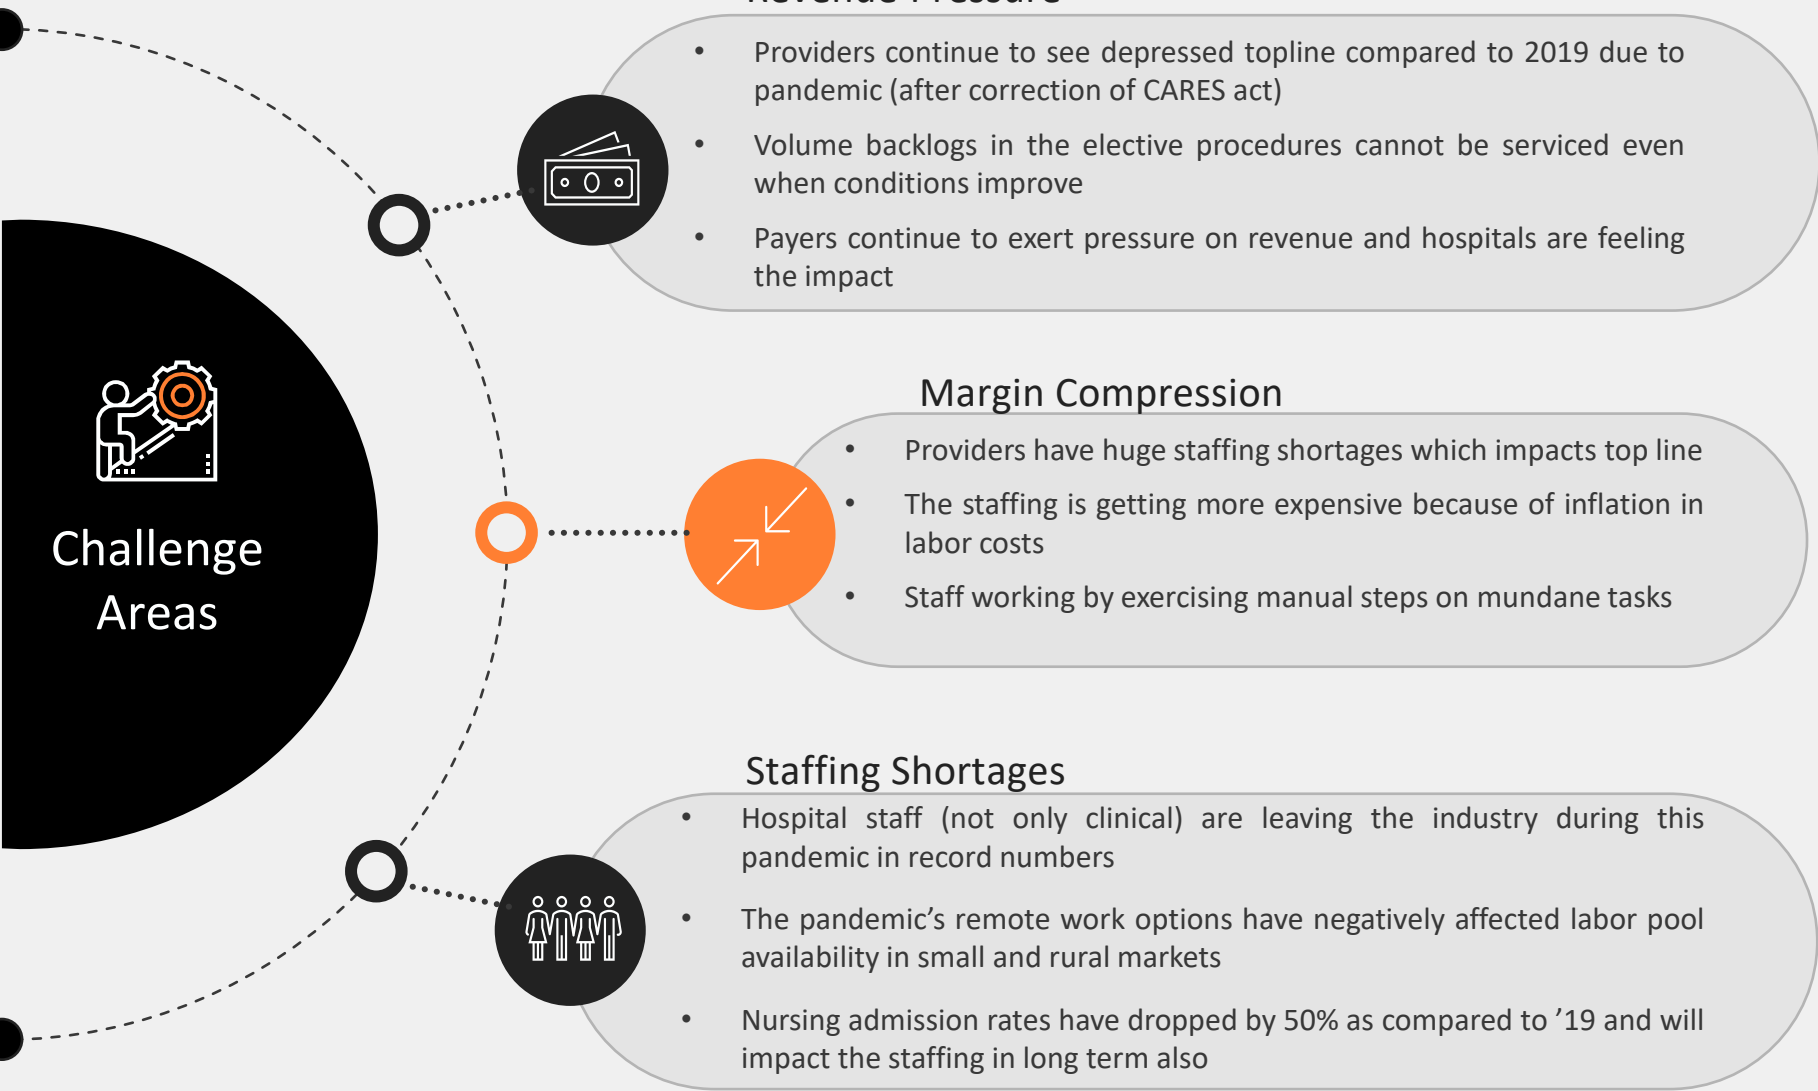 Revenue Pressure
• Providers continue to see depressed topline compared to 2019 due to
pandemic (after correction of CARES act)
• Volume backlogs in the elective procedures cannot be serviced even
when conditions improve
• Payers continue to exert pressure on revenue and hospitals are feeling
the impact
Challenge
Areas
Margin Compression
• Providers have huge staffing shortages which impacts top line
• The staffing is getting more expensive because of inflation in
labor costs
• Staff working by exercising manual steps on mundane tasks
Staffing Shortages
• Hospital staff (not only clinical) are leaving the industry during this
pandemic in record numbers
• The pandemic’s remote work options have negatively affected labor pool
availability in small and rural markets
• Nursing admission rates have dropped by 50% as compared to ’19 and will
impact the staffing in long term also